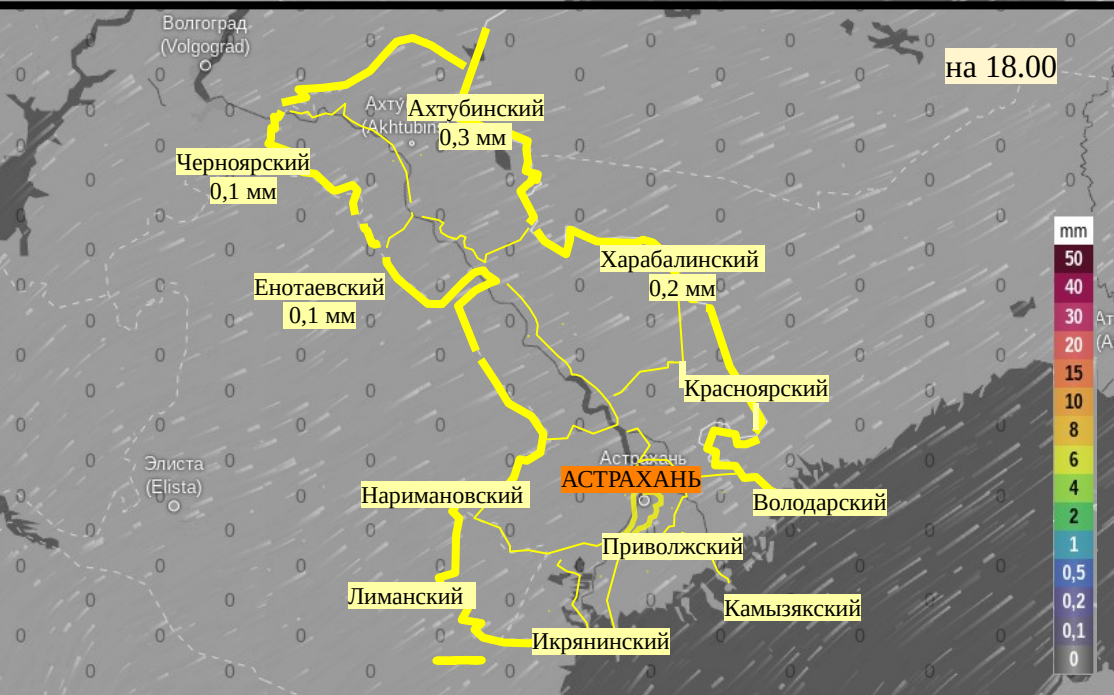 Волгоград
(Volgograd)
на 18.00
Ахту
Ахтубинский
(Akhtubins
0,3 мм
Черноярский
0,1 мм
Харабалинский
0,2 мм
Енотаевский
0,1 мм
mm
50
40
30
20
15
10
8
6
4
2
1
0,5
0,2
0,1
0
Ат
(А
Красноярский
Элиста
(Elista)
Астрахань
АСТРАХАНЬ
Наримановский
Володарский
Приволжский
Лиманский
Камызякский
Икрянинский